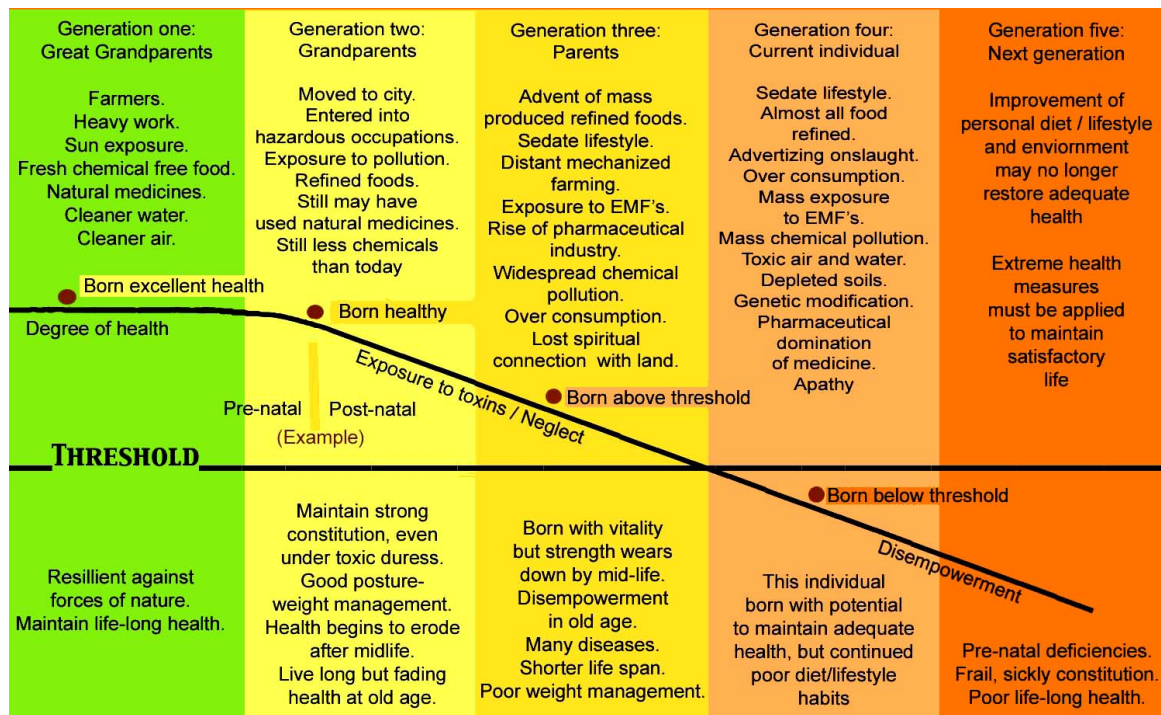 Generation one:
Great Grandparents
Farmers.
Heavy work.
Sun exposure.
Fresh chemical free food.
Natural medicines.
Cleaner water.
Cleaner air.
Born excellent health
Degree of health
Resillient against
forces of nature.
Maintain life-long health.
Generation two:
Grandparents
Moved to city.
Entered into
hazardous occupations.
Exposure to pollution.
Refined foods.
Still may have
used natural medicines.
Still less chemicals
than today
Born healthy
Pre-natal
Post-natal
(Example)
Exposure to toxins / Neglect
THRESHOLD
Maintain strong
constitution, even
under toxic duress.
Good posture-
weight management.
Health begins to erode
after midlife.
Live long but fading
health at old age.
Generation three:
Parents
Advent of mass
produced refined foods.
Sedate lifestyle.
Distant mechanized
farming.
Exposure to EMF's.
Rise of pharmaceutical
industry.
Widespread chemical
pollution.
Over consumption.
Lost spiritual
connection with land.
Born above threshold
Born with vitality
but strength wears
down by mid-life.
Disempowerment
in old age.
Many diseases.
Shorter life span.
Poor weight management.
Generation four:
Current individual
Sedate lifestyle.
Almost all food
refined.
Advertizing onslaught.
Over consumption.
Mass exposure
to EMF's.
Mass chemical pollution.
Toxic air and water.
Depleted soils.
Genetic modification.
Pharmaceutical
domination
of medicine.
Apathy
Born below threshold
Disempowerment
This individual
born with potential
to maintain adequate
health, but continued
poor diet/lifestyle
habits
Generation five:
Next generation
Improvement of
personal diet / lifestyle
and enviornment
may no longer
restore adequate
health
Extreme health
measures
must be applied
to maintain
satisfactory
life
Pre-natal deficiencies.
Frail, sickly constitution.
Poor life-long health.